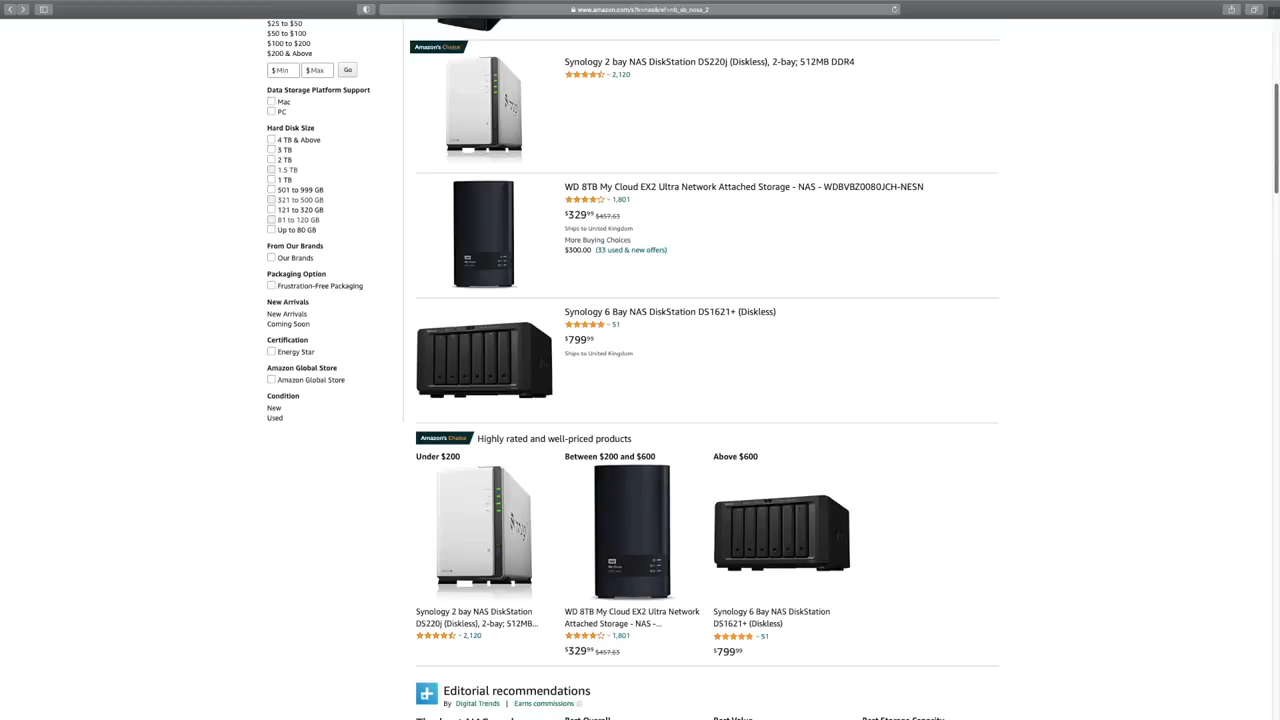 www.amazon.com/s?k=nas&ref=nb_sb_noss_2
$25 to $50
$50 to $100
$100 to $200
$200 & Above
$ Min $ Max Go
Data Storage Platform Support
Mac
PC
Hard Disk Size
4 TB & Above
3 TB
2 TB
1.5 TB
1 TB
501 to 999 GB
321 to 500 GB
121 to 320 GB
81 to 120 GB
Up to 80 GB
From Our Brands
Our Brands
Packaging Option
Frustration-Free Packaging
New Arrivals
New Arrivals
Coming Soon
Certification
Energy Star
Amazon Global Store
Amazon Global Store
Condition
New
Used
Amazon's Choice
Synology 2 bay NAS DiskStation DS220j (Diskless), 2-bay; 512MB DDR4
2,120
Synology
WD 8TB My Cloud EX2 Ultra Network Attached Storage - NAS - WDBVBZ0080JCH-NESN
1,801
$329.99 $457.63
Ships to United Kingdom
More Buying Choices
$300.00 (33 used & new offers)
Synology 6 Bay NAS DiskStation DS1621+ (Diskless)
51
$799.99
Ships to United Kingdom
Amazon's Choice Highly rated and well-priced products
Under $200
Between $200 and $600
Above $600
Synology
WD
My Cloud
Synology 2 bay NAS DiskStation
DS220j (Diskless), 2-bay; 512MB...
2,120
WD 8TB My Cloud EX2 Ultra Network
Attached Storage - NAS -...
1,801
$329.99 $457.63
Synology 6 Bay NAS DiskStation
DS1621+ (Diskless)
51
$799.99
Editorial recommendations
By Digital Trends | Earns commissions